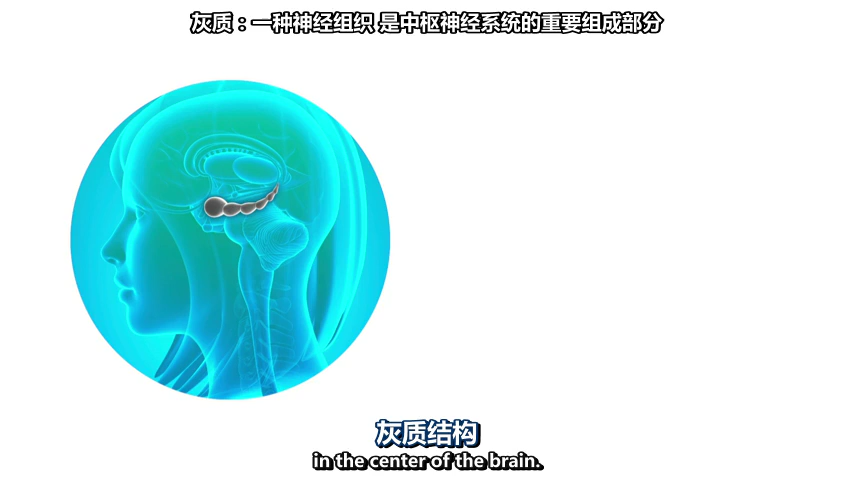 灰质：一种神经组织 是中枢神经系统的重要组成部分
灰质结构
in the center of the brain.